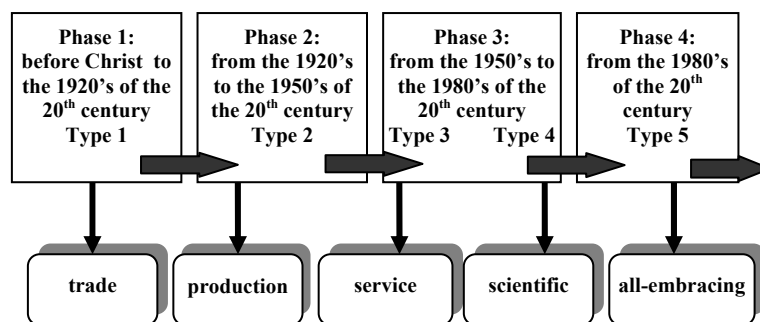 Phase 1:
before Christ to
the 1920's of the
20th century
Type 1
Phase 2:
from the 1920's
to the 1950's of
the 20th century
Type 2
Phase 3:
from the 1950's to
the 1980's of the
20th century
Type 3 Type 4
Phase 4:
from the 1980's
of the 20th
century
Type 5
trade
production
service
scientific
all-embracing